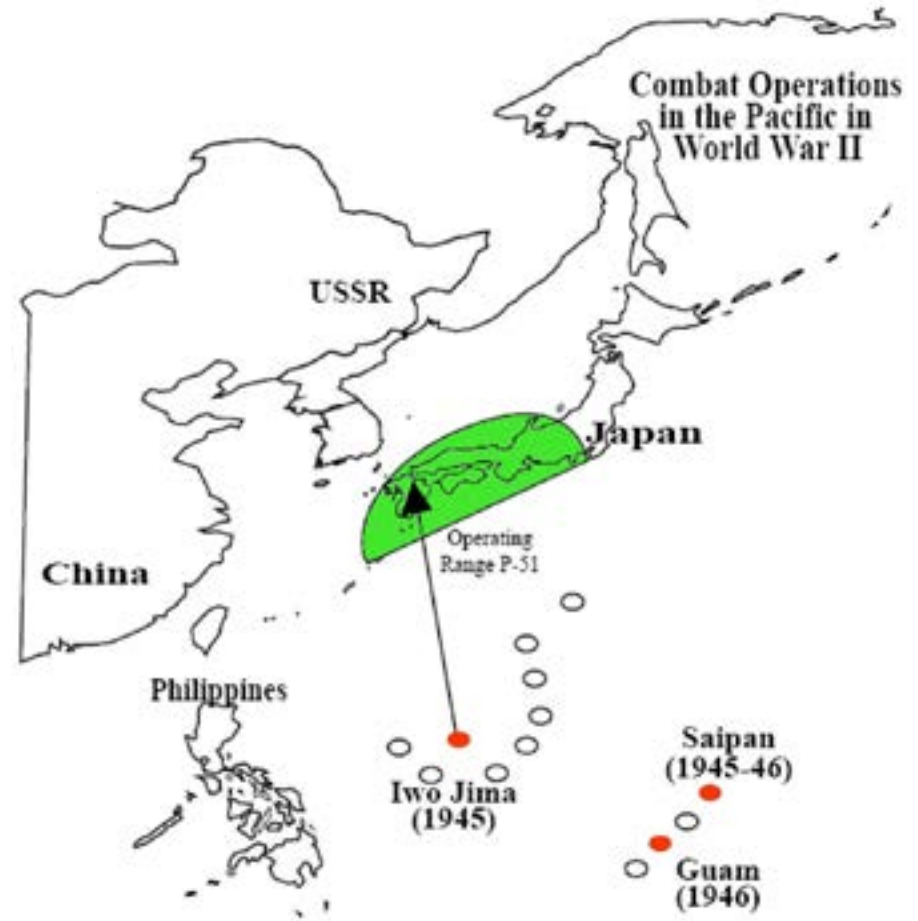 Combat Operations
in the Pacific in
World War II
USSR
Japan
Operating
Range P-51
China
Philippines
Saipan
(1945-46)
Iwo Jima
(1945)
Guam
(1946)